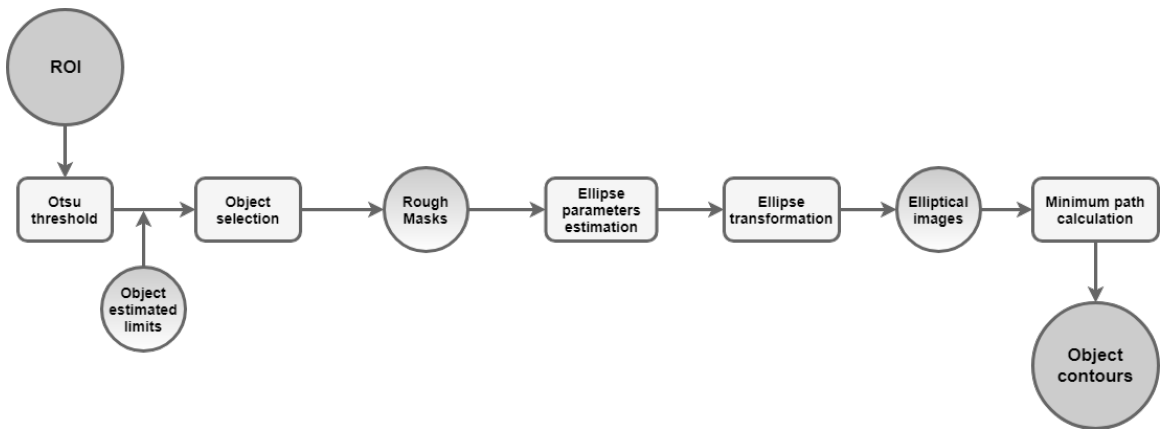 ROI
Otsu
threshold
Object
selection
Rough
Masks
Ellipse
parameters
estimation
Ellipse
transformation
Elliptical
images
Minimum path
calculation
Object
estimated
limits
Object
contours